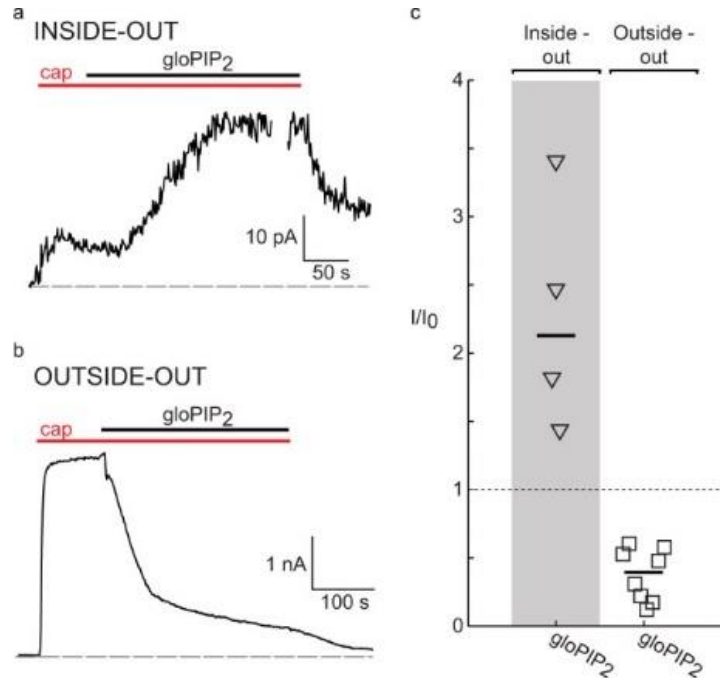 a
INSIDE-OUT
cap
gloPIP2
10 pA
50 s
b
OUTSIDE-OUT
cap
gloPIP2
1 nA
100 s
c
Inside - Outside -
out out
4
3
I/I0
2
1
0
gloPIP2
gloPIP2